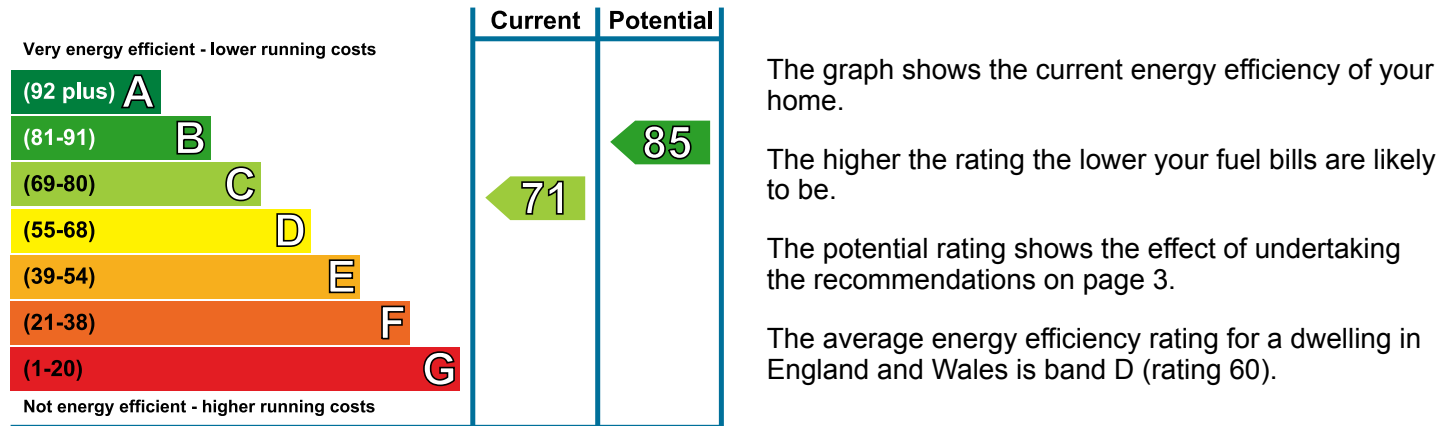 Current Potential
Very energy efficient - lower running costs
(92 plus) A
(81-91) B
85
(69-80) C
71
(55-68) D
(39-54) E
(21-38) F
(1-20) G
Not energy efficient - higher running costs
The graph shows the current energy efficiency of your
home.
The higher the rating the lower your fuel bills are likely
to be.
The potential rating shows the effect of undertaking
the recommendations on page 3.
The average energy efficiency rating for a dwelling in
England and Wales is band D (rating 60).